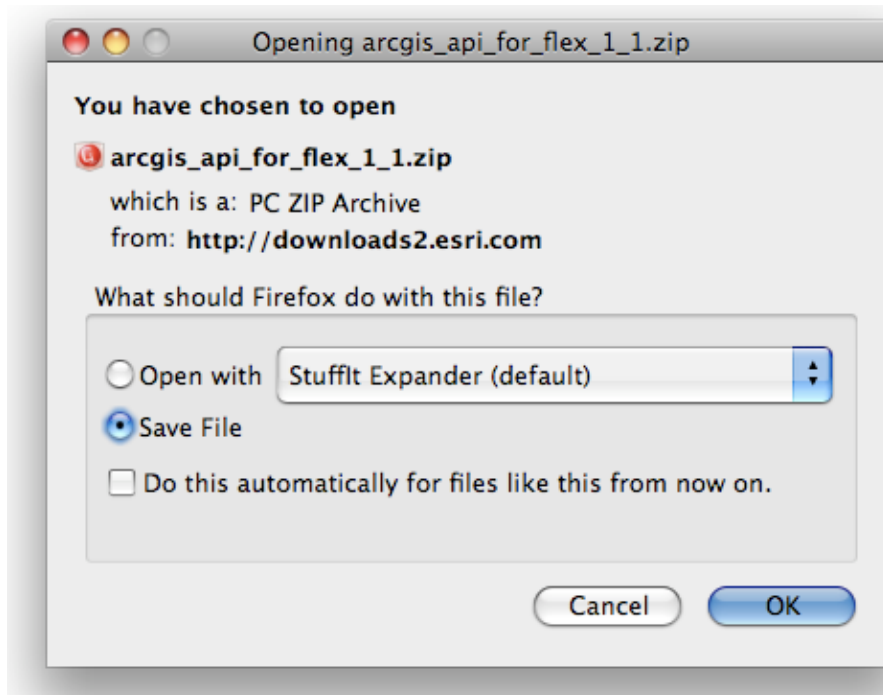 Opening arcgis_api_for_flex_1_1.zip
You have chosen to open
arcgis_api_for_flex_1_1.zip
which is a: PC ZIP Archive
from: http://downloads2.esri.com
What should Firefox do with this file?
Open with StuffIt Expander (default)
Save File
Do this automatically for files like this from now on.
Cancel OK